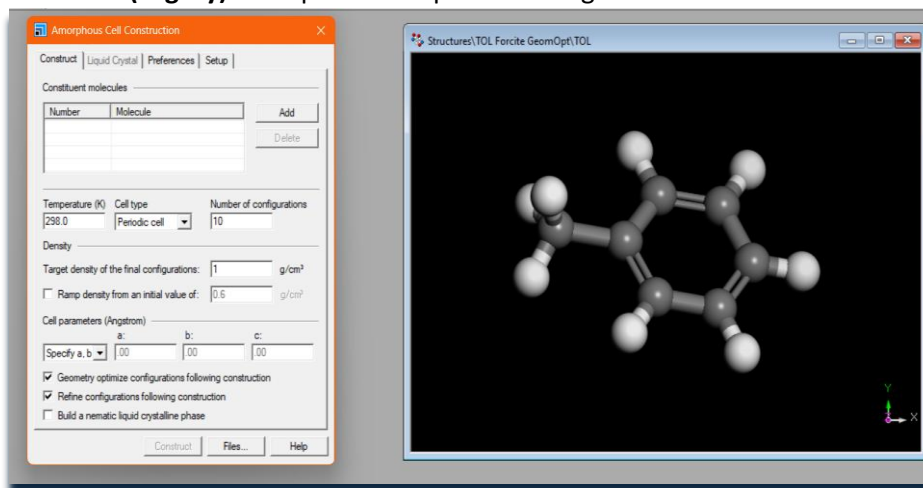 Amorphous Cell Construction
Construct Liquid Crystal Preferences Setup
Constituent molecules
Number Molecule
Add
Delete
Temperature (K) Cell type Number of configurations
298.0 Periodic cell 10
Density
Target density of the final configurations: 1 g/cm³
Ramp density from an initial value of: 0.6 g/cm³
Cell parameters (Angstrom)
a: b: c:
Specify a, b .00 .00 .00
Geometry optimize configurations following construction
Refine configurations following construction
Build a nematic liquid crystalline phase
Construct Files... Help
Structures\TOL Forcite GeomOpt\TOL
Y
X